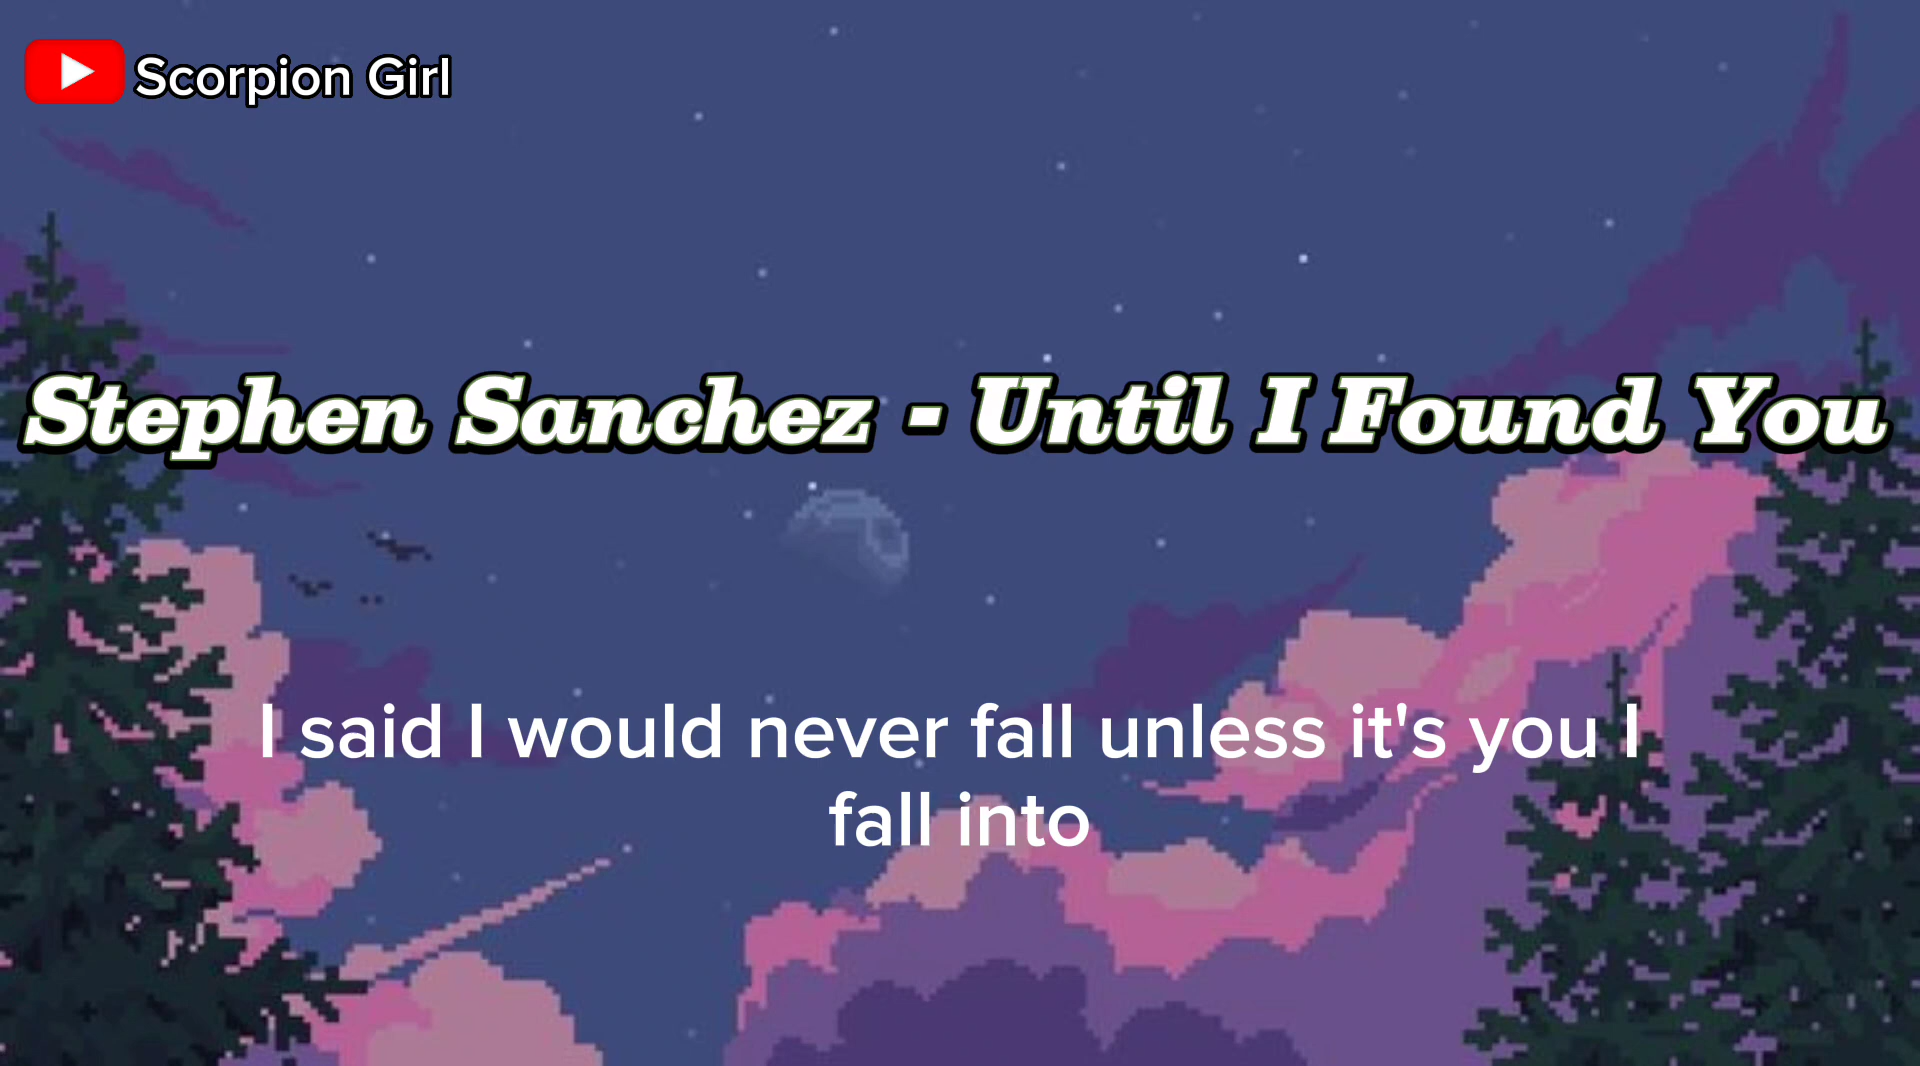 Scorpion Girl
Stephen Sanchez - Until I Found You
I said I would never fall unless it's you I
fall into